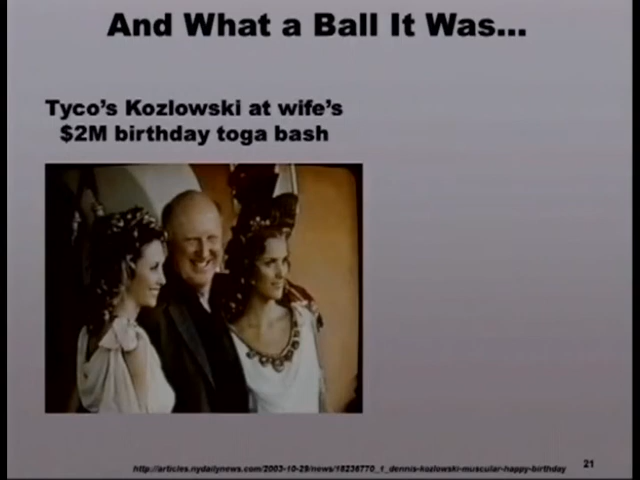 And What a Ball It Was...
Tyco's Kozlowski at wife's
$2M birthday toga bash
http://articles.nydailynews.com/2003-10-29/news/18236770_1_dennis-kozlowski-muscular-happy-birthday
21